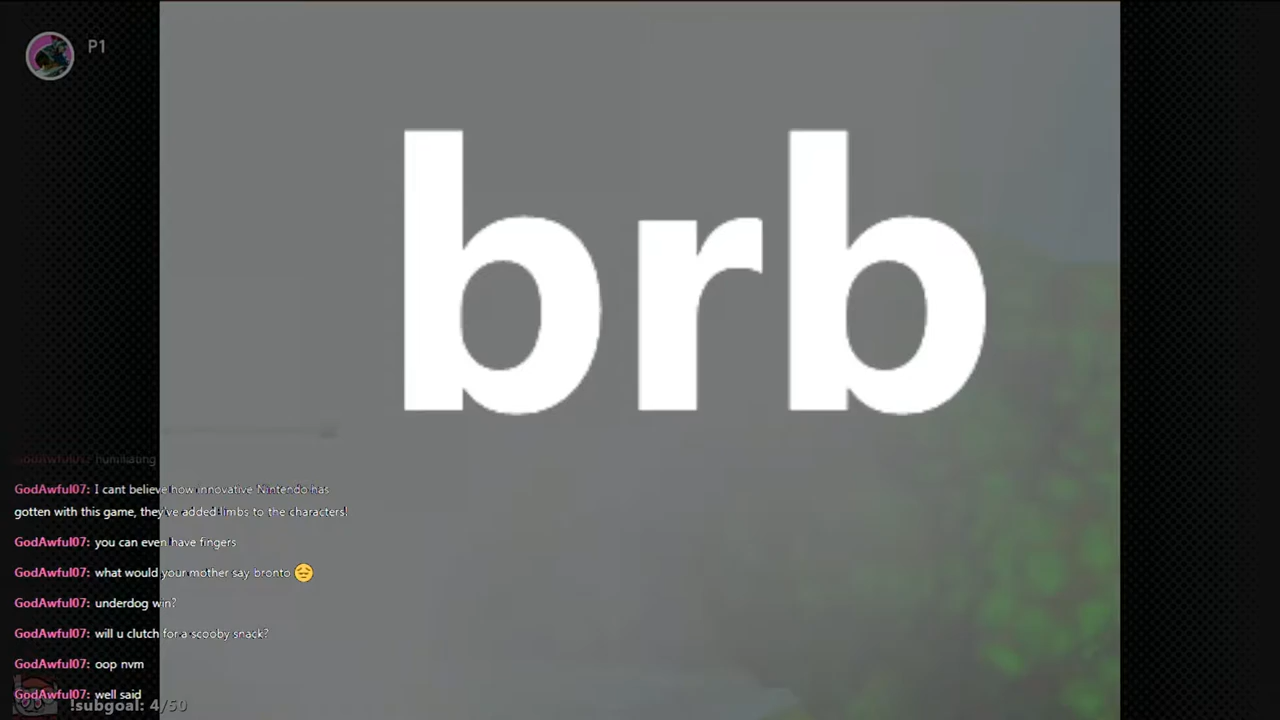 P1
brb
GodAwful07: humiliating
GodAwful07: I cant believe how innovative Nintendo has
gotten with this game, they've added limbs to the characters!
GodAwful07: you can even have fingers
GodAwful07: what would your mother say bronto 😔
GodAwful07: underdog win?
GodAwful07: will u clutch for a scooby snack?
GodAwful07: oop nvm
GodAwful07: well said
!subgoal: 4/50